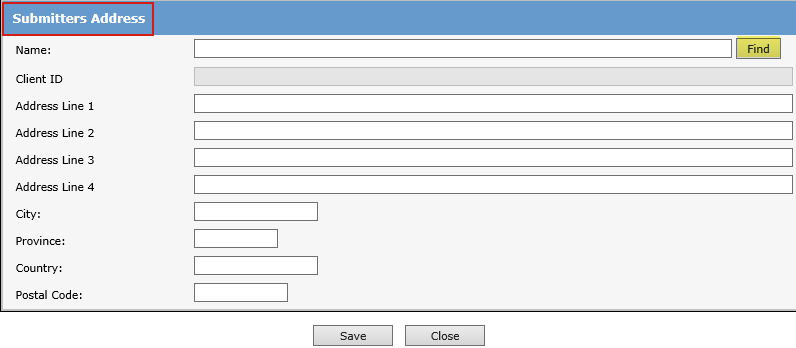 Submitters Address
Name: Find
Client ID
Address Line 1
Address Line 2
Address Line 3
Address Line 4
City:
Province:
Country:
Postal Code:
Save Close